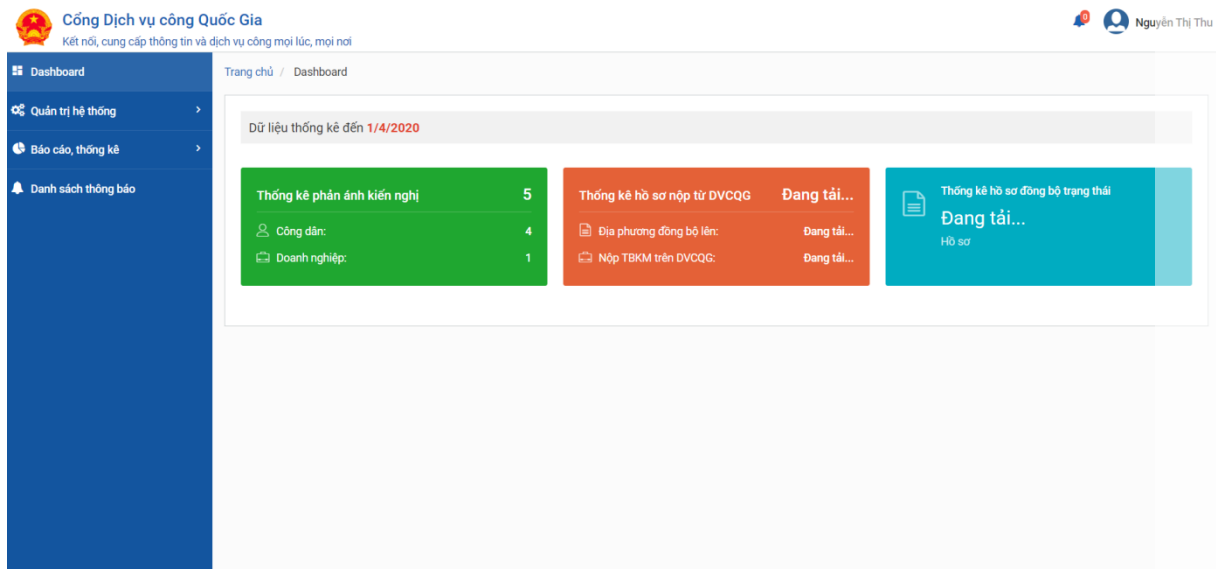 Cổng Dịch vụ công Quốc Gia
Kết nối, cung cấp thông tin và dịch vụ công mọi lúc, mọi nơi
0
Nguyễn Thị Thu
Dashboard
Quản trị hệ thống
Báo cáo, thống kê
Danh sách thông báo
Trang chủ / Dashboard
Dữ liệu thống kê đến 1/4/2020
Thống kê phản ánh kiến nghị 5
Công dân: 4
Doanh nghiệp: 1
Thống kê hồ sơ nộp từ DVCQG Đang tải...
Địa phương đồng bộ lên: Đang tải...
Nộp TBKM trên DVCQG: Đang tải...
Thống kê hồ sơ đồng bộ trạng thái
Đang tải...
Hồ sơ